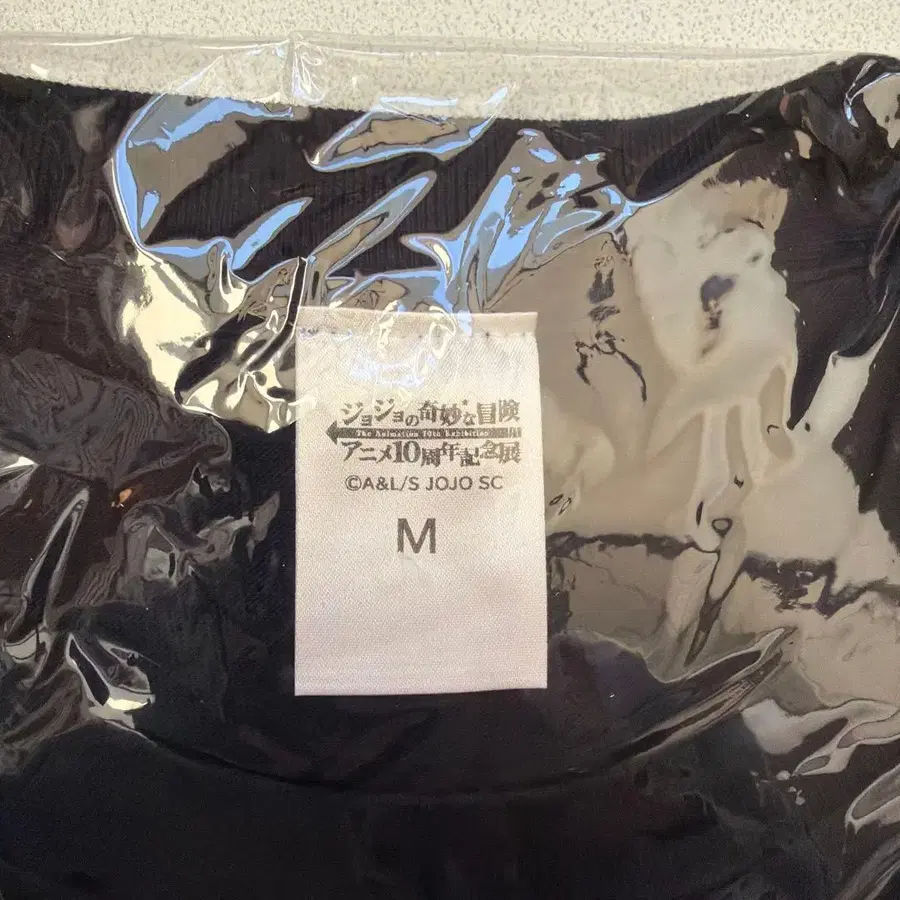 ジョジョの奇妙な冒険
The Animation 10th Exhibition
アニメ10周年記念展
©A&L/S JOJO SC
M